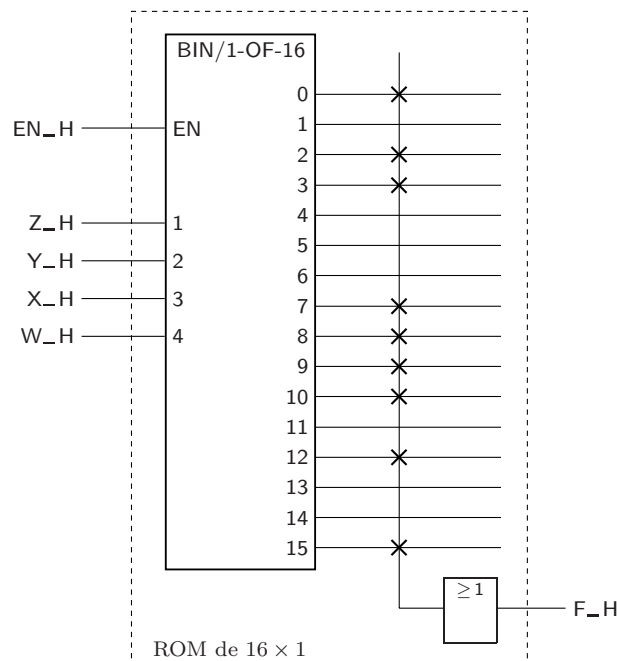 BIN/1-OF-16
0
1
EN_H EN
2
3
4
Z_H 1
5
Y_H 2
6
X_H 3
7
W_H 4
8
9
10
11
12
13
14
15
≥1
F_H
ROM de 16 × 1